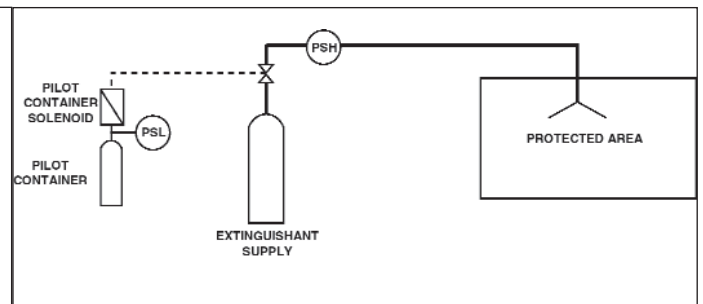 PSH
PILOT
CONTAINER
SOLENOID
PSL
PROTECTED AREA
PILOT
CONTAINER
EXTINGUISHANT
SUPPLY